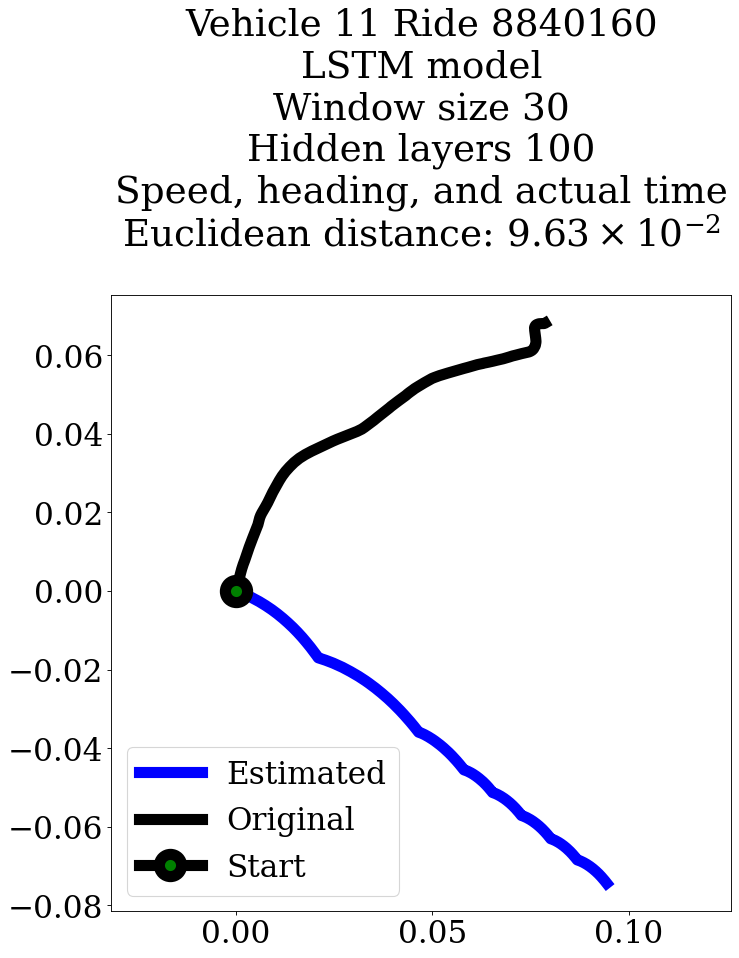 Vehicle 11 Ride 8840160
LSTM model
Window size 30
Hidden layers 100
Speed, heading, and actual time
Euclidean distance: 9.63 × 10⁻²
0.06
0.04
0.02
0.00
−0.02
−0.04
−0.06
−0.08
Estimated
Original
Start
0.00 0.05 0.10